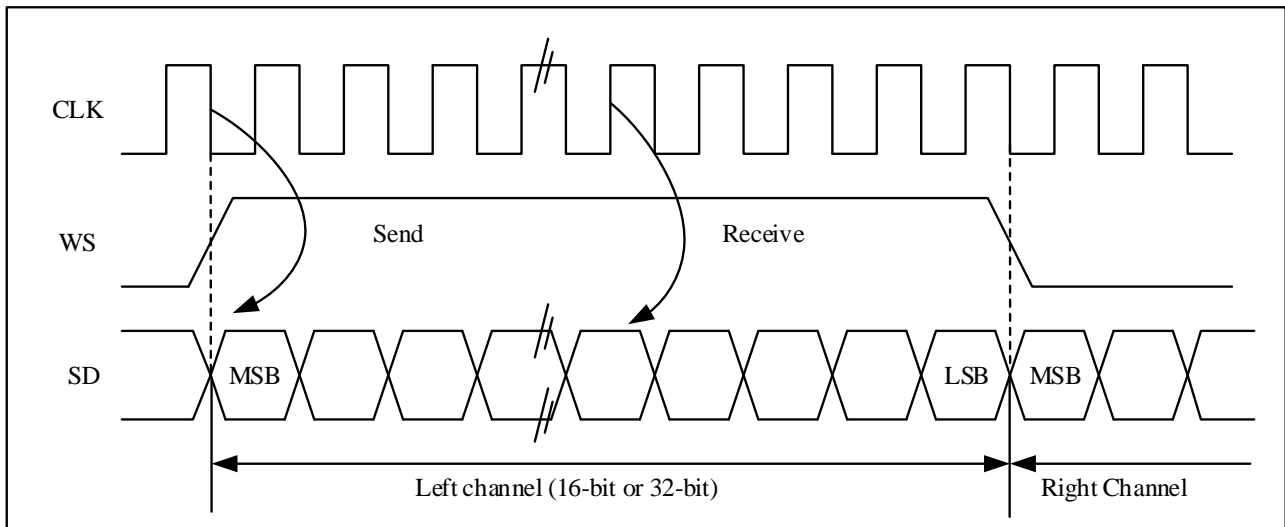 CLK
WS
Send
Receive
SD
MSB
LSB
MSB
Left channel (16-bit or 32-bit)
Right Channel